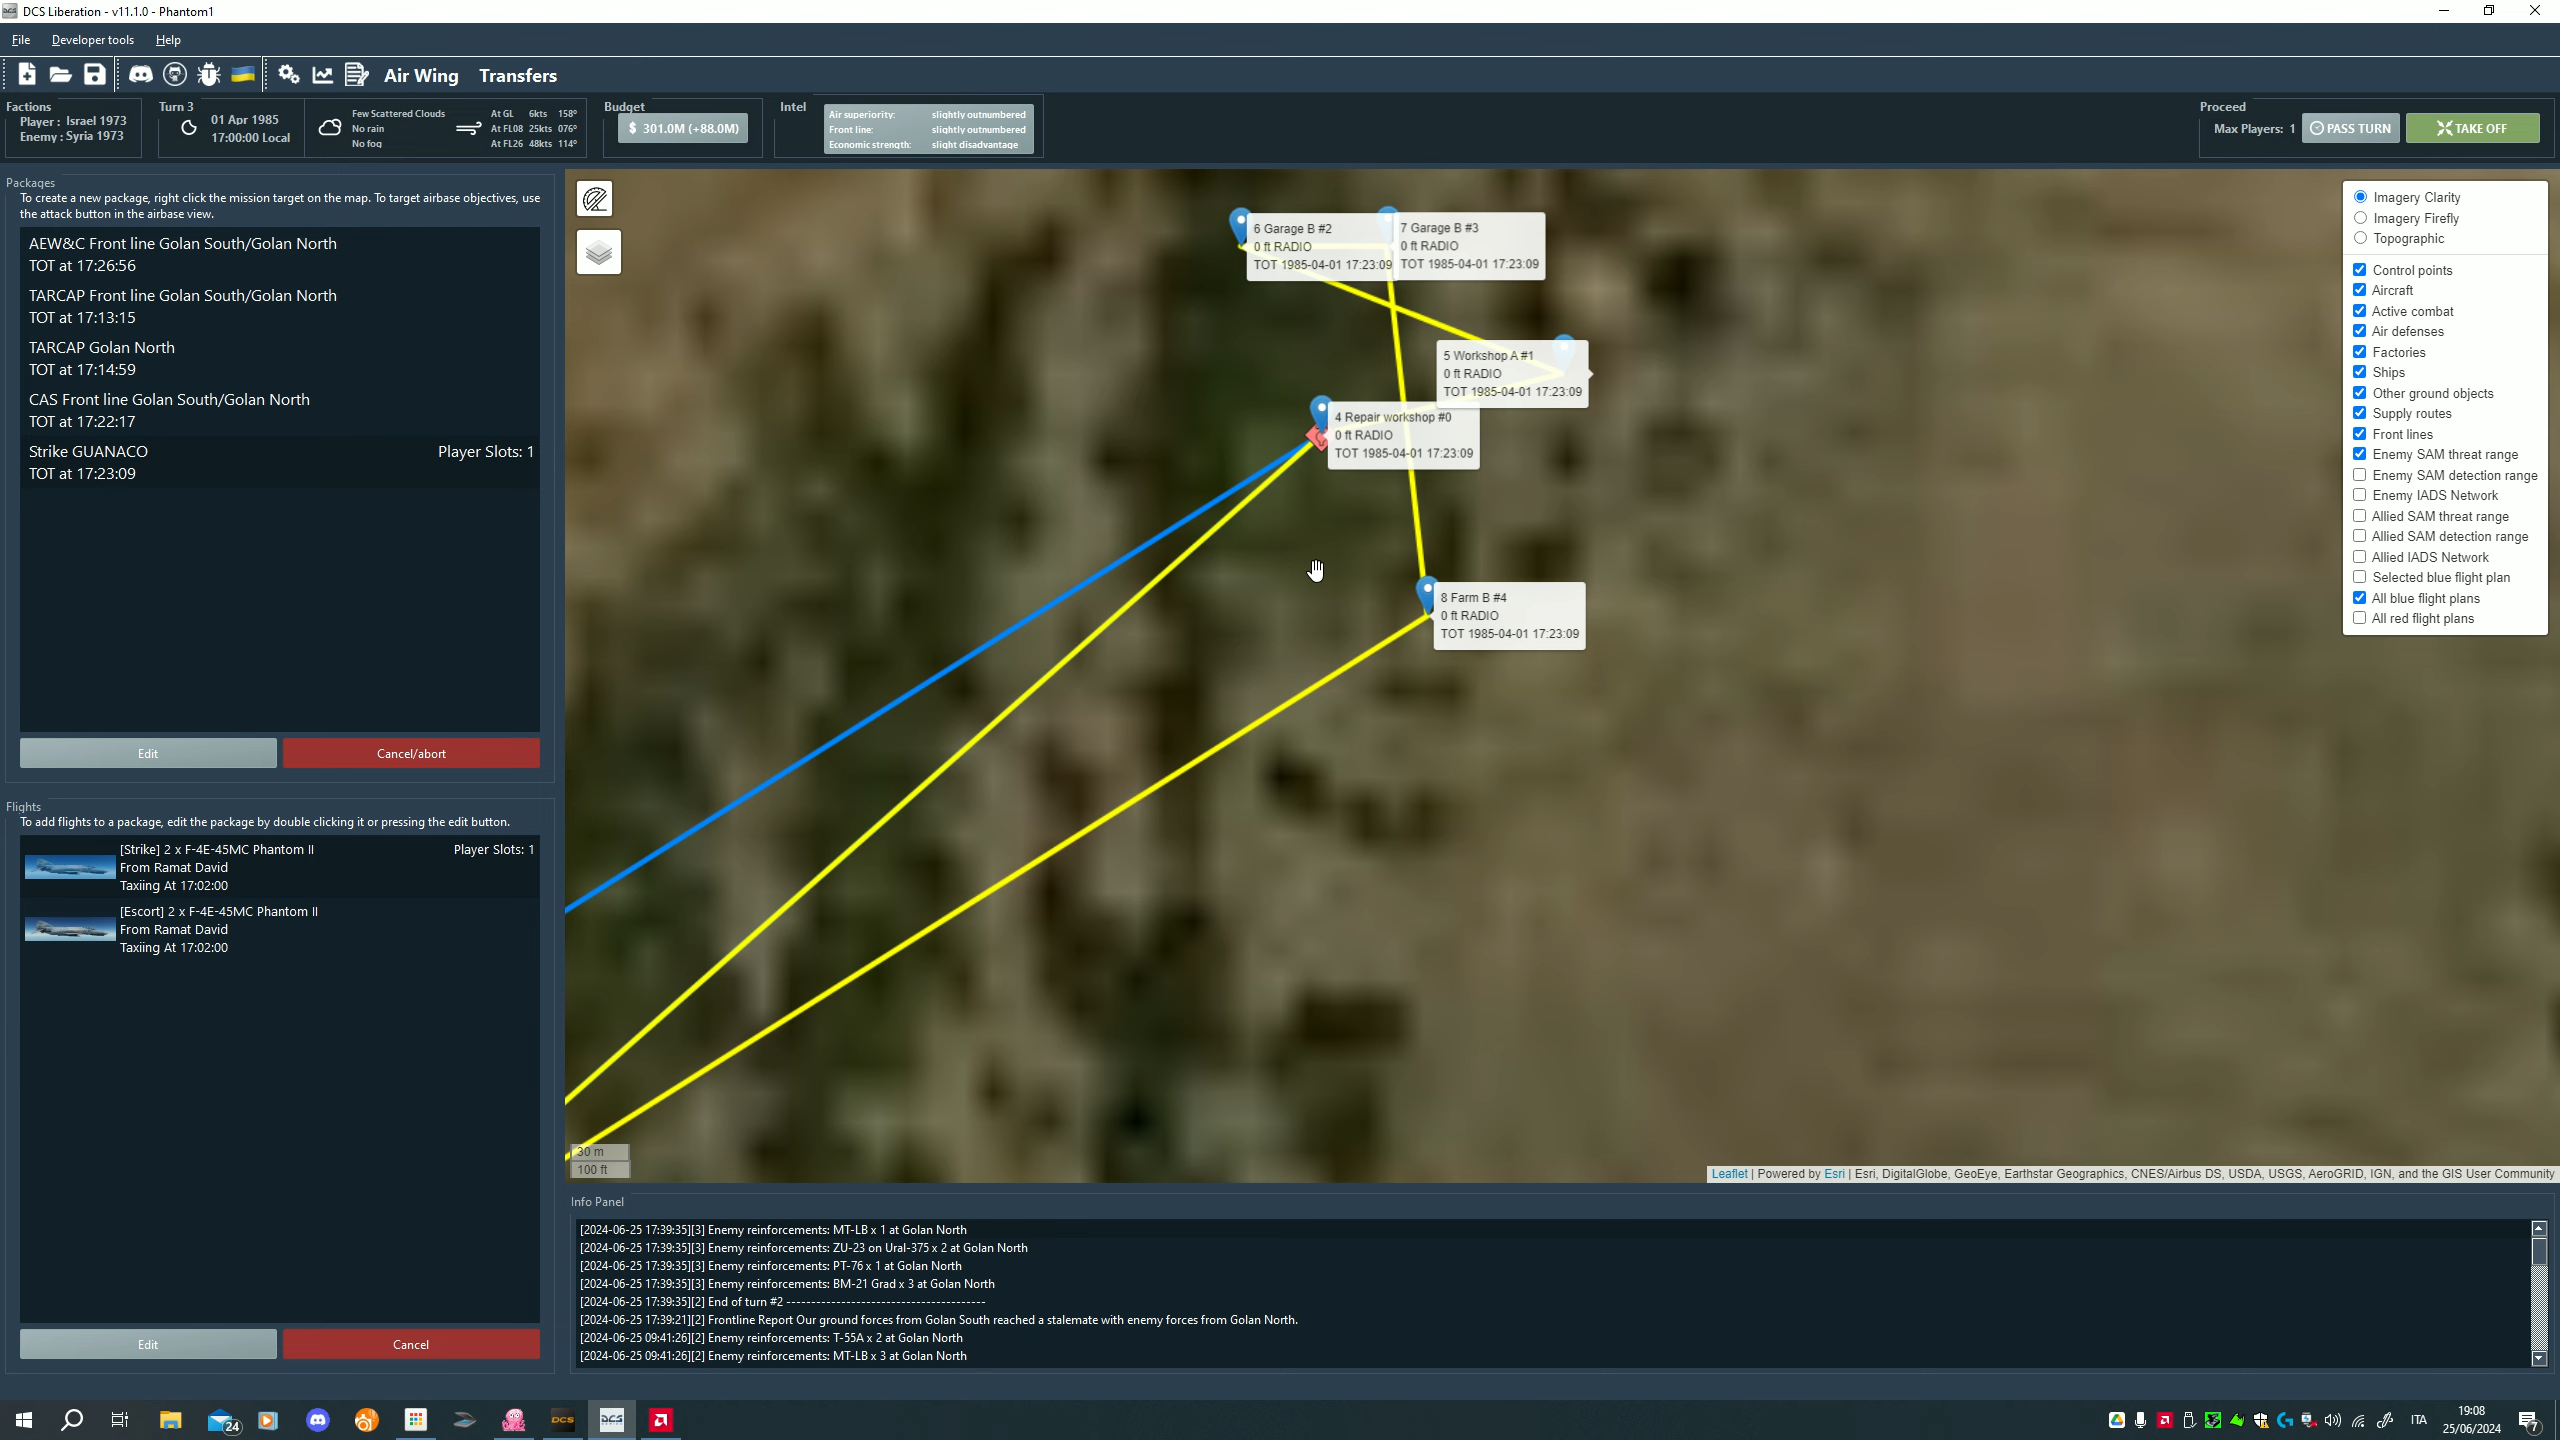 DCS Liberation - v11.1.0 - Phantom1
File
Developer tools
Help
Air Wing
Transfers
Factions
Player : Israel 1973
Enemy : Syria 1973
Turn 3
01 Apr 1985
17:00:00 Local
Few Scattered Clouds
No rain
No fog
At GL 6kts 158º
At FL08 25kts 076º
At FL26 48kts 114º
Budget
$ 301.0M (+88.0M)
Intel
Air superiority: slightly outnumbered
Front line: slightly outnumbered
Economic strength: slight disadvantage
Proceed
Max Players: 1
PASS TURN
TAKE OFF
Packages
To create a new package, right click the mission target on the map. To target airbase objectives, use
the attack button in the airbase view.
AEW&C Front line Golan South/Golan North
TOT at 17:26:56
TARCAP Front line Golan South/Golan North
TOT at 17:13:15
TARCAP Golan North
TOT at 17:14:59
CAS Front line Golan South/Golan North
TOT at 17:22:17
Strike GUANACO Player Slots: 1
TOT at 17:23:09
Edit
Cancel/abort
Flights
To add flights to a package, edit the package by double clicking it or pressing the edit button.
[Strike] 2 x F-4E-45MC Phantom II Player Slots: 1
From Ramat David
Taxiing At 17:02:00
[Escort] 2 x F-4E-45MC Phantom II
From Ramat David
Taxiing At 17:02:00
Edit
Cancel
6 Garage B #2
0 ft RADIO
TOT 1985-04-01 17:23:09
7 Garage B #3
0 ft RADIO
TOT 1985-04-01 17:23:09
5 Workshop A #1
0 ft RADIO
TOT 1985-04-01 17:23:09
4 Repair workshop #0
0 ft RADIO
TOT 1985-04-01 17:23:09
8 Farm B #4
0 ft RADIO
TOT 1985-04-01 17:23:09
Imagery Clarity
Imagery Firefly
Topographic
Control points
Aircraft
Active combat
Air defenses
Factories
Ships
Other ground objects
Supply routes
Front lines
Enemy SAM threat range
Enemy SAM detection range
Enemy IADS Network
Allied SAM threat range
Allied SAM detection range
Allied IADS Network
Selected blue flight plan
All blue flight plans
All red flight plans
30 m
100 ft
Leaflet | Powered by Esri | Esri, DigitalGlobe, GeoEye, Earthstar Geographics, CNES/Airbus DS, USDA, USGS, AeroGRID, IGN, and the GIS User Community
Info Panel
[2024-06-25 17:39:35][3] Enemy reinforcements: MT-LB x 1 at Golan North
[2024-06-25 17:39:35][3] Enemy reinforcements: ZU-23 on Ural-375 x 2 at Golan North
[2024-06-25 17:39:35][3] Enemy reinforcements: PT-76 x 1 at Golan North
[2024-06-25 17:39:35][3] Enemy reinforcements: BM-21 Grad x 3 at Golan North
[2024-06-25 17:39:35][2] End of turn #2 ----------------------------------------
[2024-06-25 17:39:21][2] Frontline Report Our ground forces from Golan South reached a stalemate with enemy forces from Golan North.
[2024-06-25 09:41:26][2] Enemy reinforcements: T-55A x 2 at Golan North
[2024-06-25 09:41:26][2] Enemy reinforcements: MT-LB x 3 at Golan North
24
DCS
DCS
ITA
19:08
25/06/2024
7